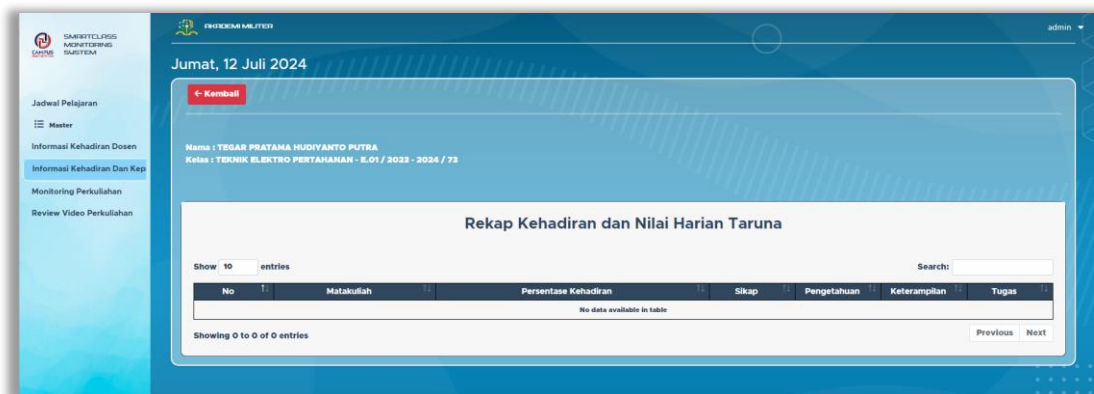 SMARTCLASS
MONITORING
SYSTEM
CAMPUS
AKADEMI MILITER
admin
Jumat, 12 Juli 2024
← Kembali
Jadwal Pelajaran
Master
Informasi Kehadiran Dosen
Informasi Kehadiran Dan Kep
Monitoring Perkuliahan
Review Video Perkuliahan
Nama : TEGAR PRATAMA HUDIYANTO PUTRA
Kelas : TEKNIK ELEKTRO PERTAHANAN - E.01 / 2023 - 2024 / 73
Rekap Kehadiran dan Nilai Harian Taruna
Show 10 entries
Search:
No Matakuliah Persentase Kehadiran Sikap Pengetahuan Keterampilan Tugas
No data available in table
Showing 0 to 0 of 0 entries
Previous Next